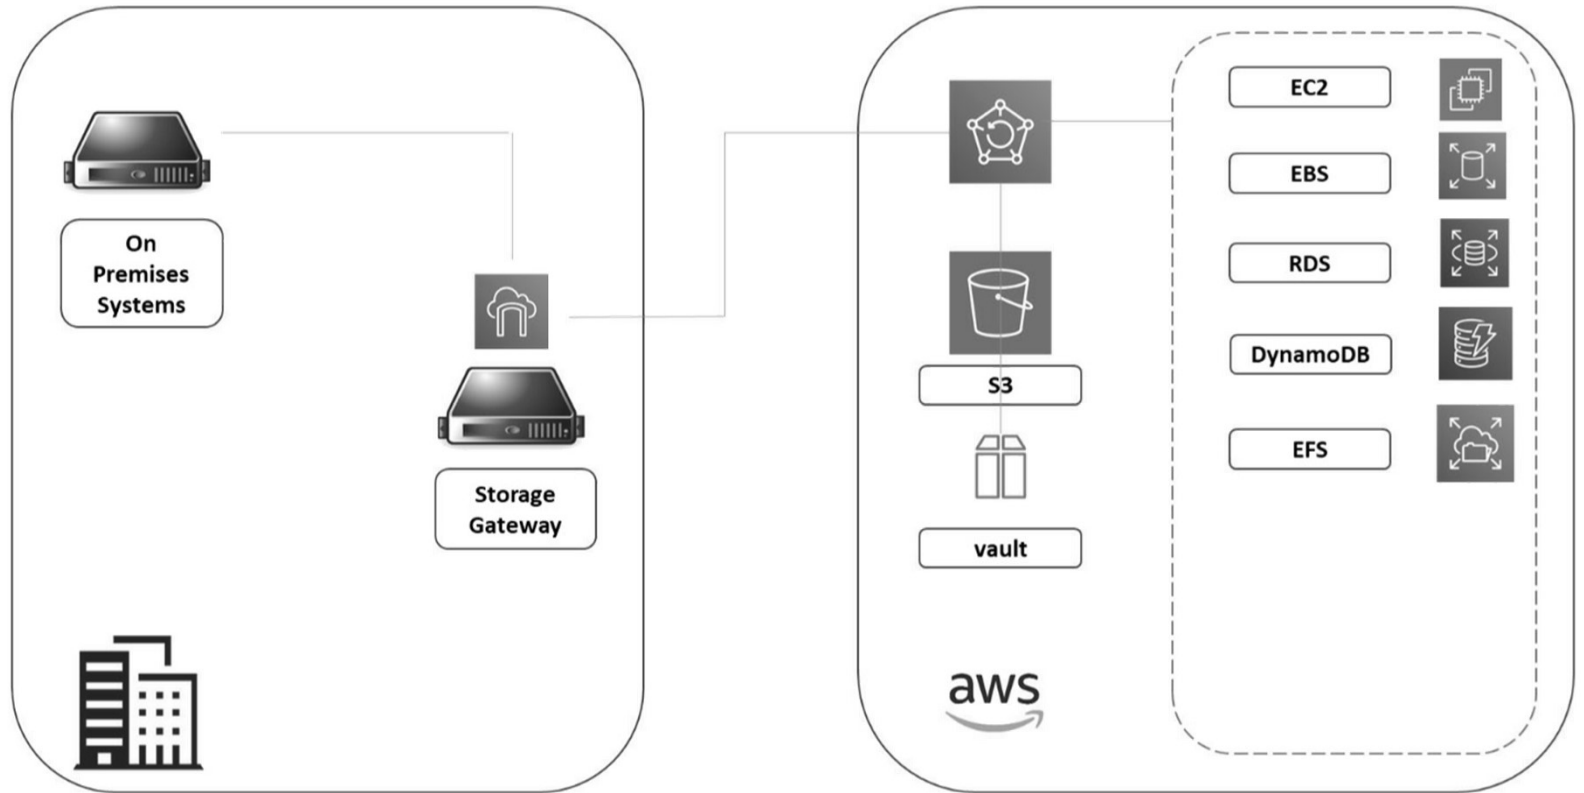 On
Premises
Systems
Storage
Gateway
S3
vault
aws
EC2
EBS
RDS
DynamoDB
EFS